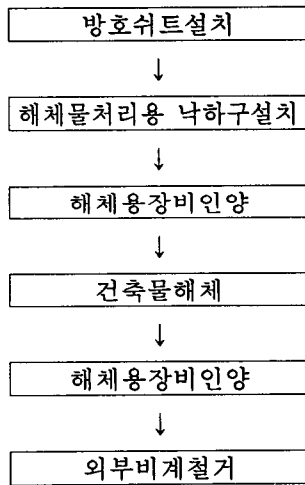 방호쉬트설치
↓
해체물처리용 낙하구설치
↓
해체용장비인양
↓
건축물해체
↓
해체용장비인양
↓
외부비계철거